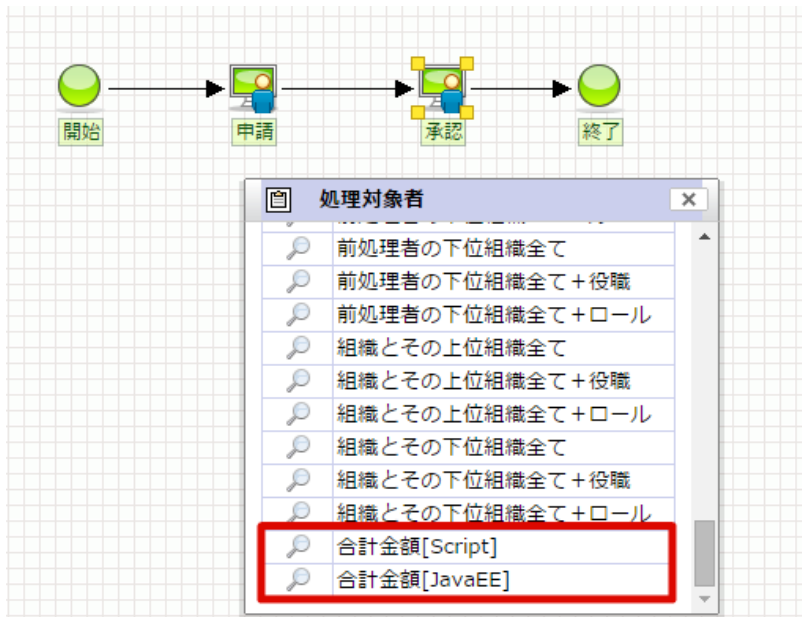 開始
申請
承認
終了
処理対象者
前処理者の下位組織全て
前処理者の下位組織全て+役職
前処理者の下位組織全て+ロール
組織とその上位組織全て
組織とその上位組織全て+役職
組織とその上位組織全て+ロール
組織とその下位組織全て
組織とその下位組織全て+役職
組織とその下位組織全て+ロール
合計金額[Script]
合計金額[JavaEE]